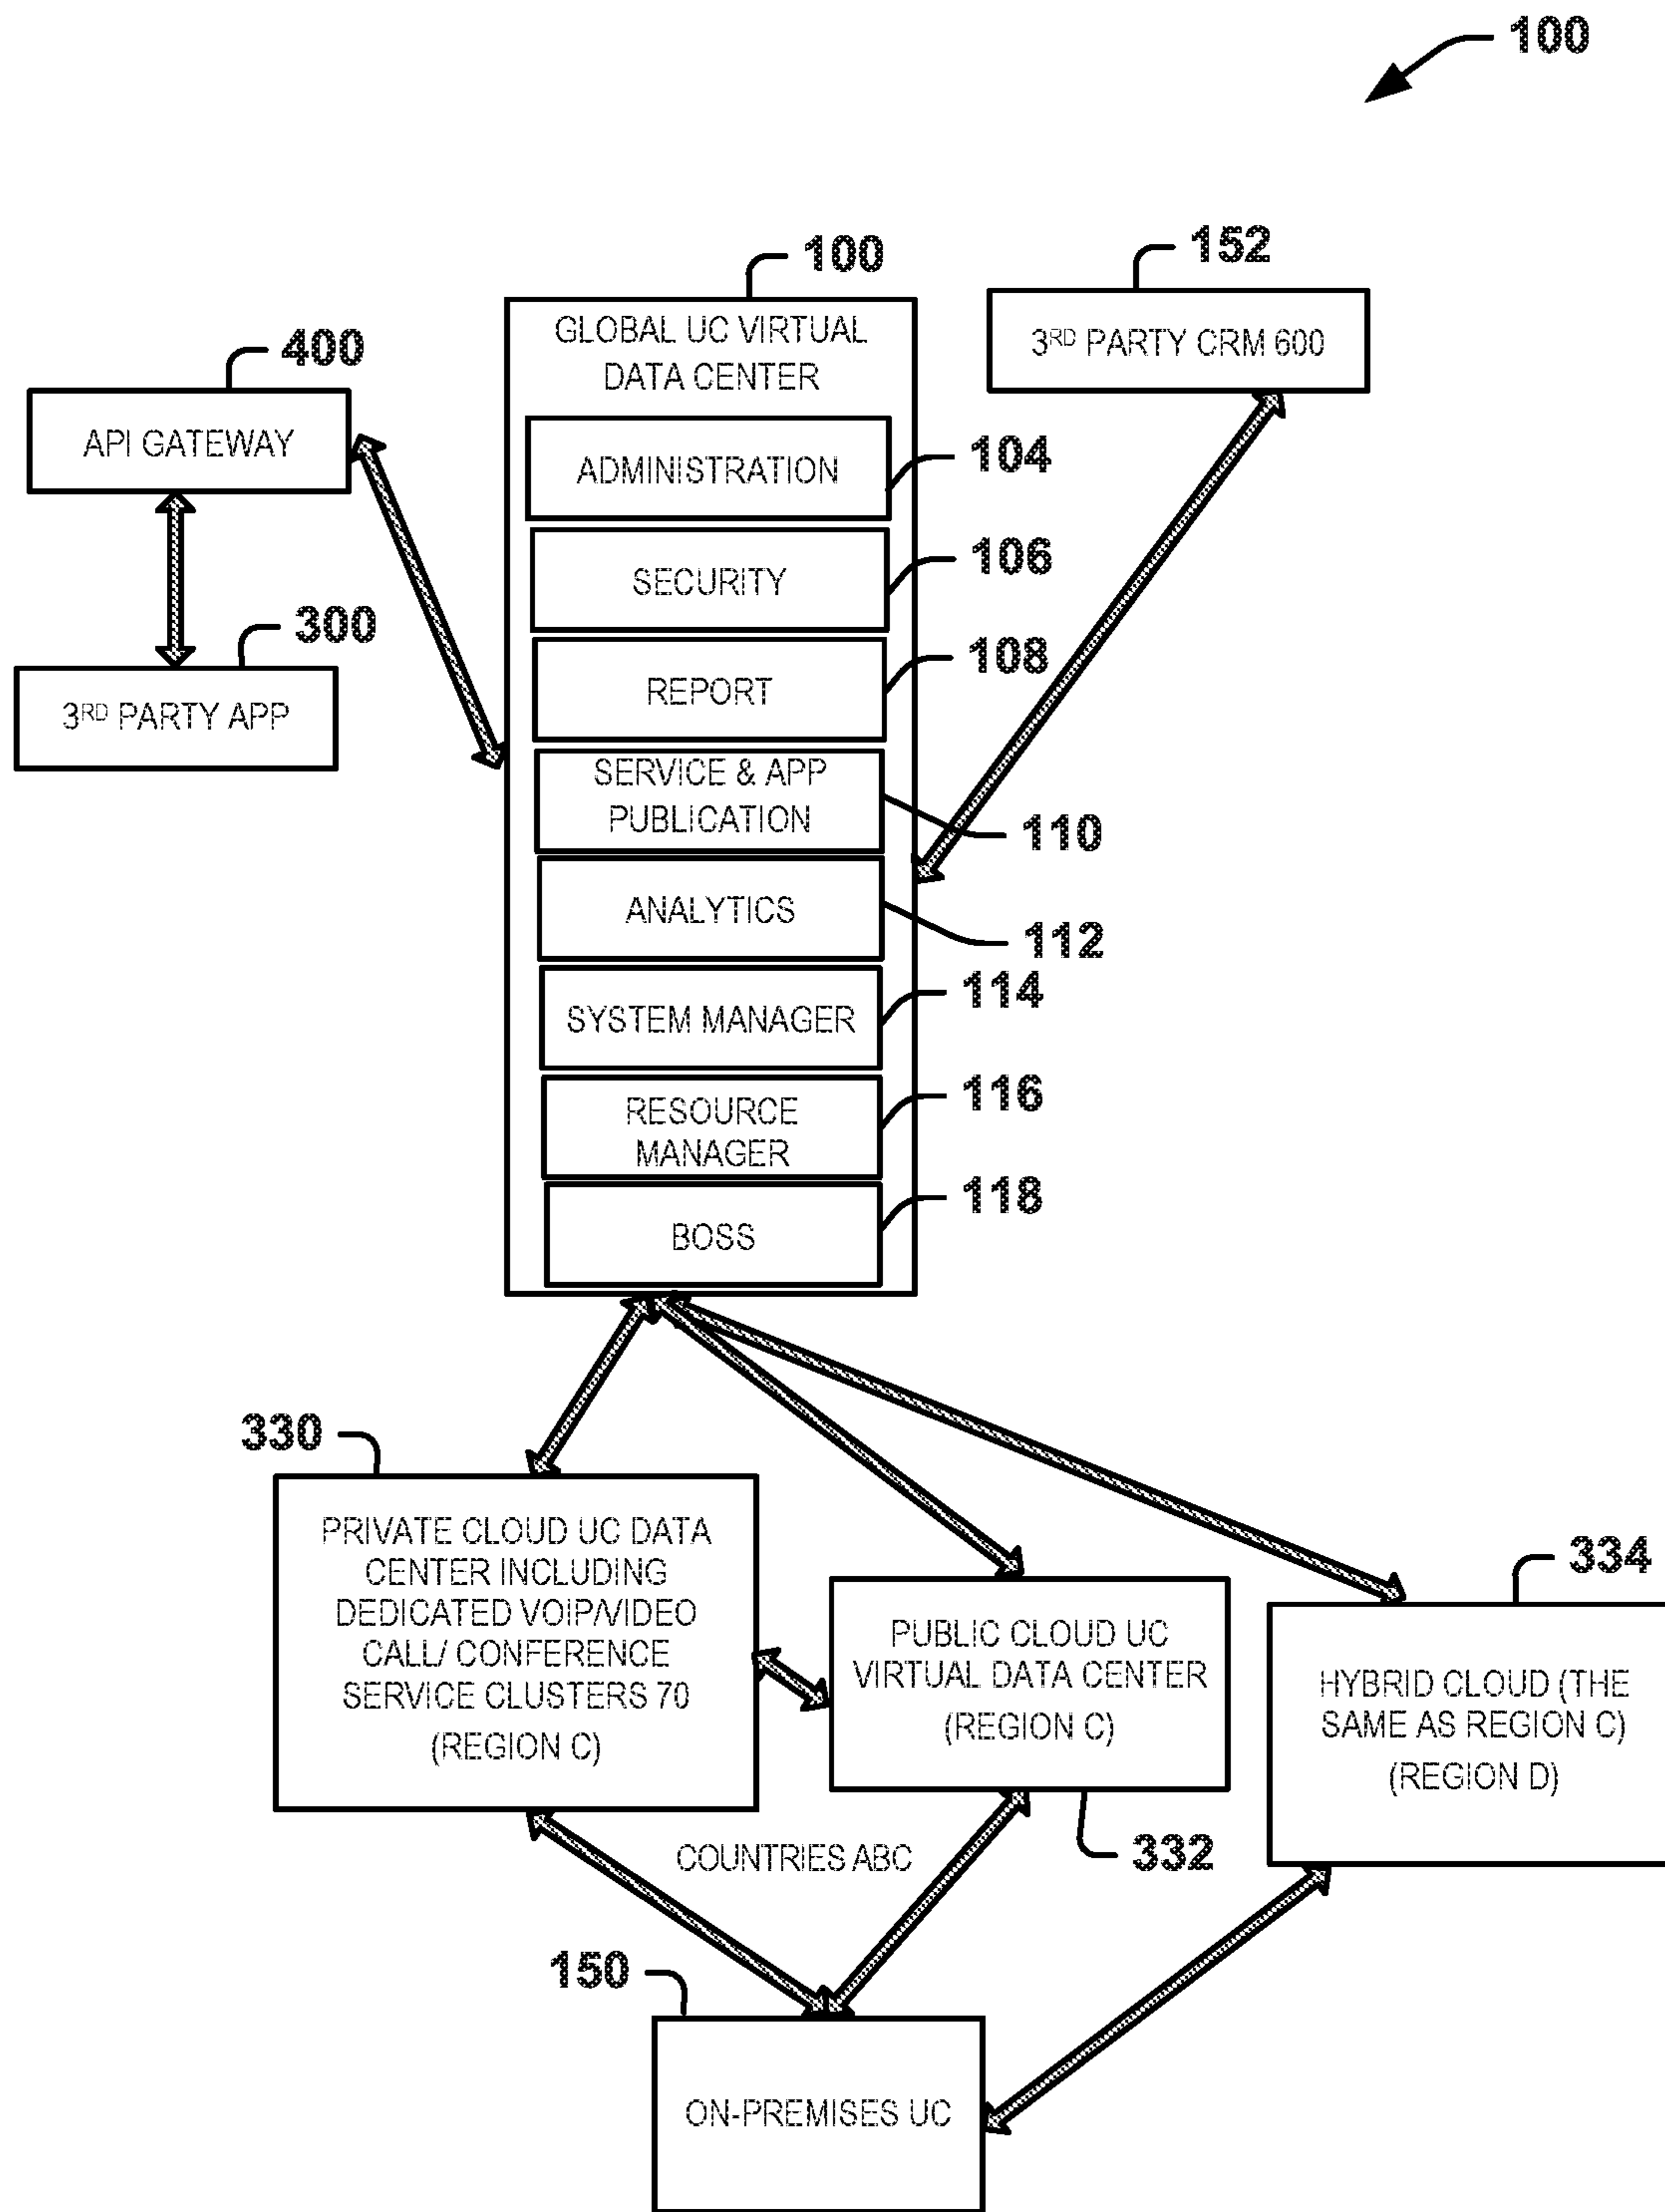 100
100
152
GLOBAL UC VIRTUAL
DATA CENTER
3RD PARTY CRM 600
400
API GATEWAY
ADMINISTRATION
104
SECURITY
106
300
3RD PARTY APP
REPORT
108
SERVICE & APP
PUBLICATION
110
ANALYTICS
112
SYSTEM MANAGER
114
RESOURCE
MANAGER
116
BOSS
118
330
PRIVATE CLOUD UC DATA
CENTER INCLUDING
DEDICATED VOIP/VIDEO
CALL/ CONFERENCE
SERVICE CLUSTERS 70
(REGION C)
PUBLIC CLOUD UC
VIRTUAL DATA CENTER
(REGION C)
332
334
HYBRID CLOUD (THE
SAME AS REGION C)
(REGION D)
COUNTRIES ABC
150
ON-PREMISES UC